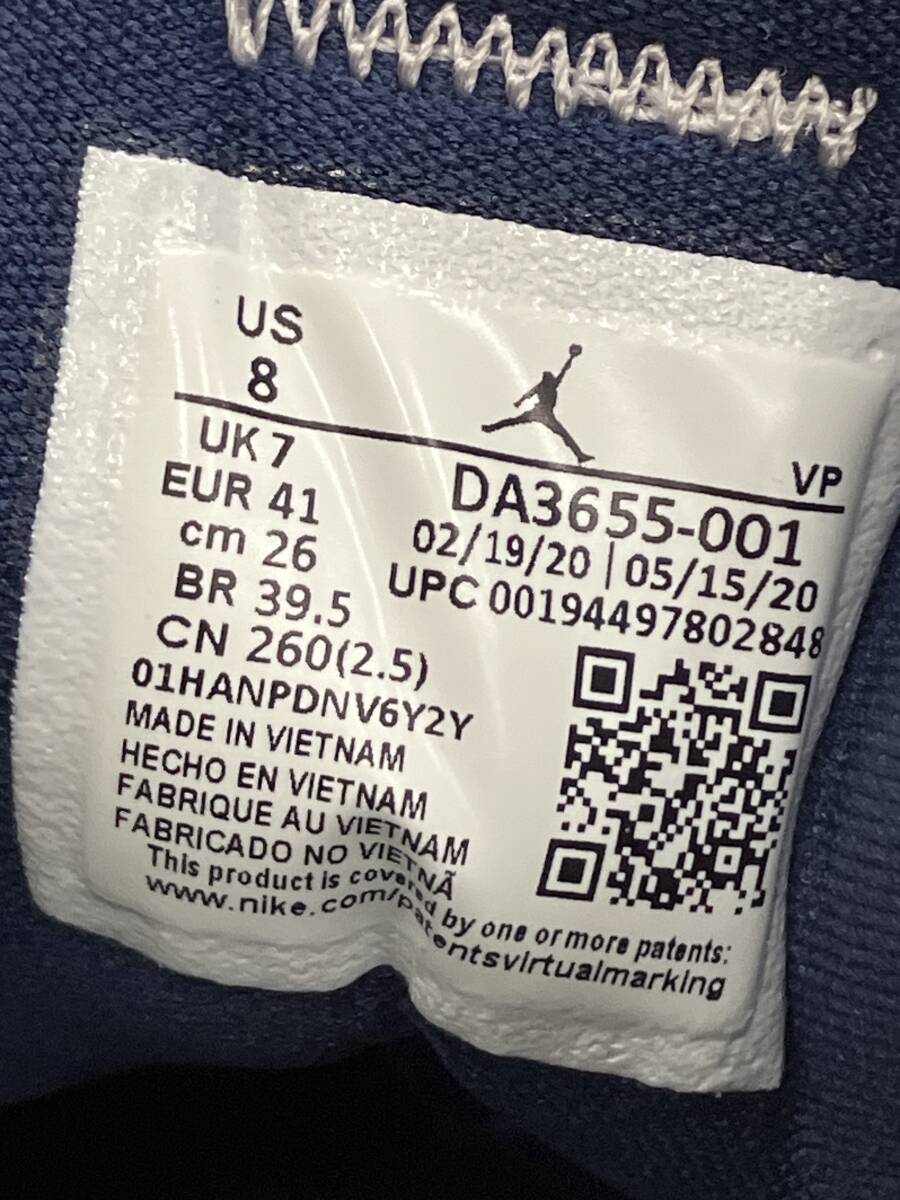 US
8
VP
UK 7
EUR 41
cm 26
BR 39.5
CN 260(2.5)
DA3655-001
02/19/20 | 05/15/20
UPC 00194497802848
01HANPDNV6Y2Y
MADE IN VIETNAM
HECHO EN VIETNAM
FABRIQUE AU VIETNAM
FABRICADO NO VIETNÃ
This product is covered by one or more patents:
www.nike.com/patentsvirtualmarking